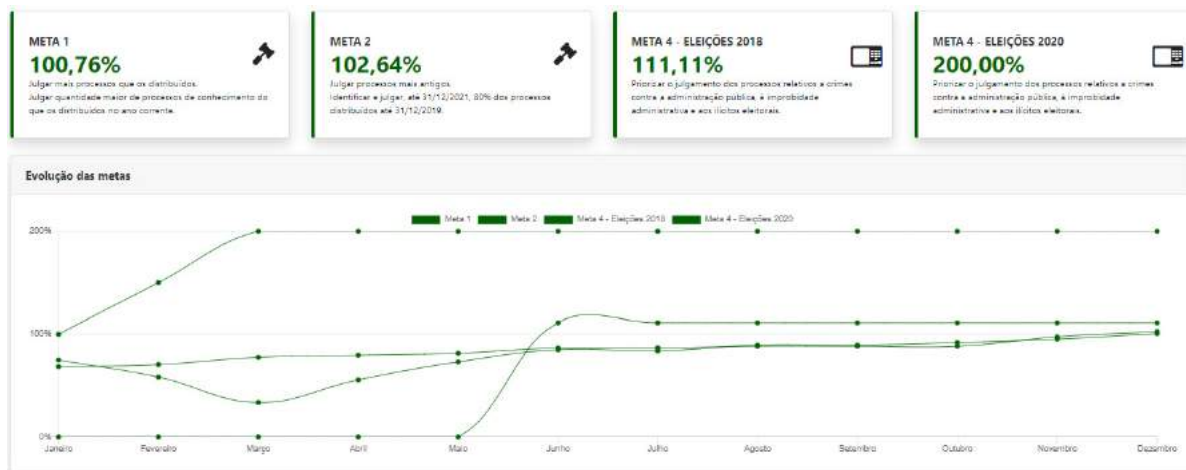 META 1
100,76%
Julgar mais processos que os distribuídos.
Julgar quantidade maior de processos de conhecimento do
que os distribuídos no ano corrente.
META 2
102,64%
Julgar processos mais antigos.
Identificar e julgar, até 31/12/2021, 80% dos processos
distribuídos até 31/12/2019.
META 4 - ELEIÇÕES 2018
111,11%
Priorizar o julgamento dos processos relativos a crimes
contra a administração pública, à improbidade
administrativa e aos ilícitos eleitorais.
META 4 - ELEIÇÕES 2020
200,00%
Priorizar o julgamento dos processos relativos a crimes
contra a administração pública, à improbidade
administrativa e aos ilícitos eleitorais.
Evolução das metas
Meta 1 Meta 2 Meta 4 - Eleições 2018 Meta 4 - Eleições 2020
200%
100%
0%
Janeiro Fevereiro Março Abril Maio Junho Julho Agosto Setembro Outubro Novembro Dezembro